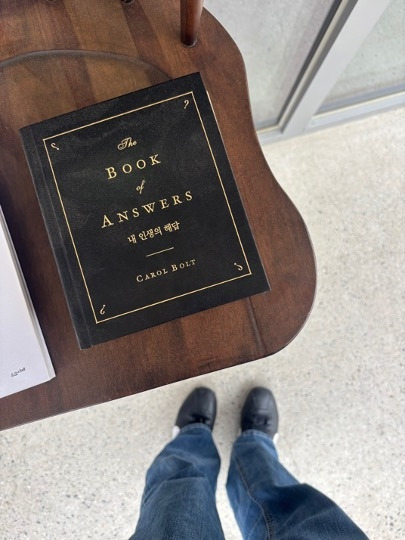 The
BOOK
of
ANSWERS
내 인생의 해답
CAROL BOLT